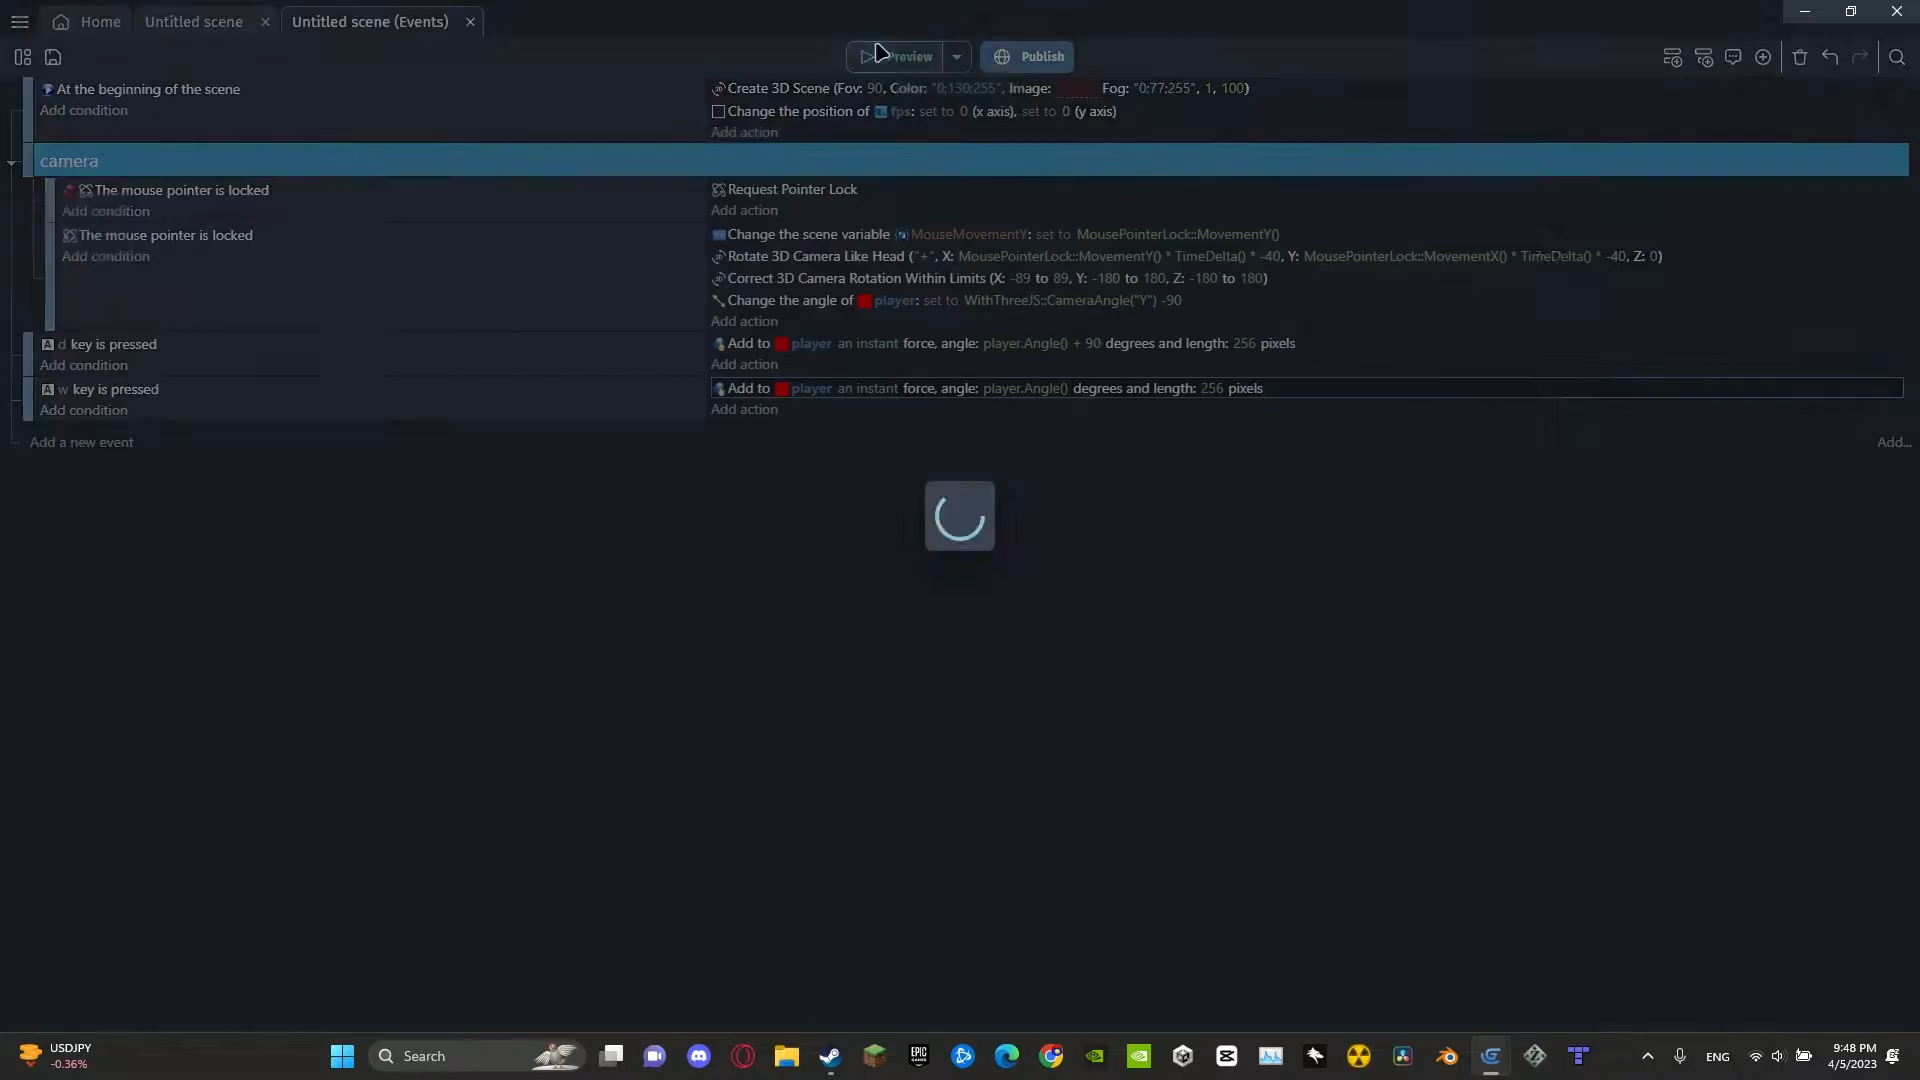 Home
Untitled scene
Untitled scene (Events)
Preview
Publish
At the beginning of the scene
Add condition
Create 3D Scene (Fov: 90, Color: "0;130;255", Image: Fog: "0;77;255", 1, 100)
Change the position of fps: set to 0 (x axis), set to 0 (y axis)
Add action
camera
The mouse pointer is locked
Add condition
Request Pointer Lock
Add action
The mouse pointer is locked
Add condition
Change the scene variable MouseMovementY: set to MousePointerLock::MovementY()
Rotate 3D Camera Like Head ("+", X: MousePointerLock::MovementY() * TimeDelta() * -40, Y: MousePointerLock::MovementX() * TimeDelta() * -40, Z: 0)
Correct 3D Camera Rotation Within Limits (X: -89 to 89, Y: -180 to 180, Z: -180 to 180)
Change the angle of player: set to WithThreeJS::CameraAngle("Y") -90
Add action
d key is pressed
Add condition
Add to player an instant force, angle: player.Angle() + 90 degrees and length: 256 pixels
Add action
w key is pressed
Add condition
Add to player an instant force, angle: player.Angle() degrees and length: 256 pixels
Add action
Add a new event
Add...
USDJPY
-0.36%
Search
EPIC
GAMES
ENG
9:48 PM
4/5/2023